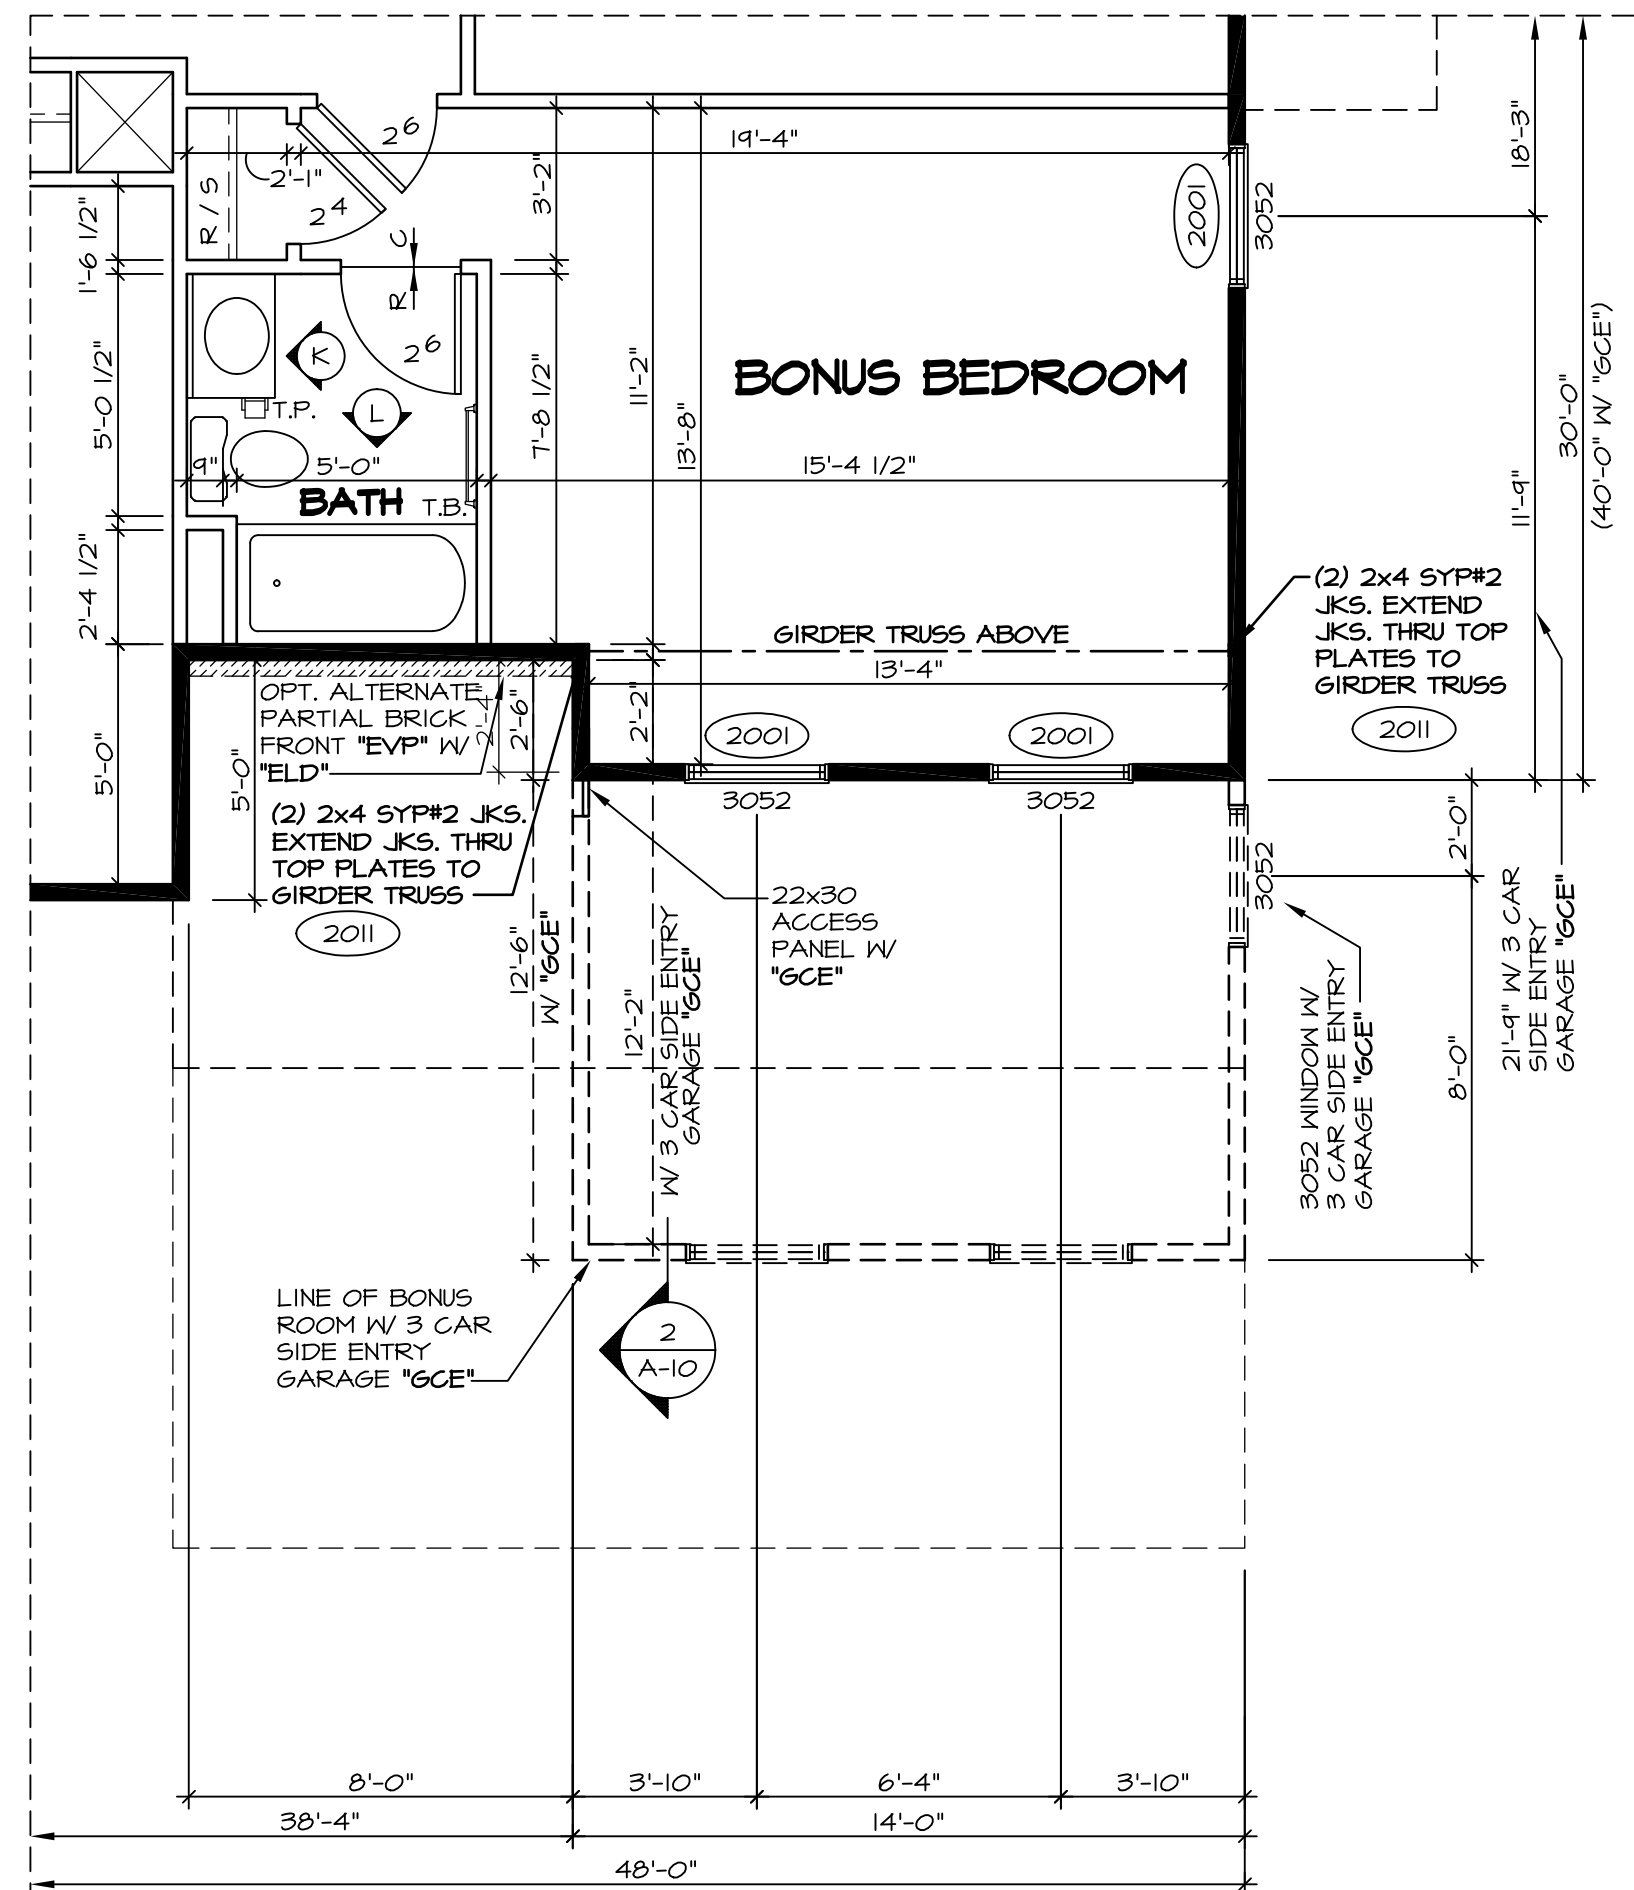 2⁶
19'-4"
18'-3"
2'-1"
3'-2"
R / S
2⁴
2001
3052
1'-6 1/2"
C
R
K
2⁶
BONUS BEDROOM
30'-0"
(40'-0" W/ "GCE")
5'-0 1/2"
T.P.
L
7'-8 1/2"
11'-2"
13'-8"
9"
5'-0"
15'-4 1/2"
11'-9"
BATH
T.B.
2'-4 1/2"
GIRDER TRUSS ABOVE
13'-4"
(2) 2x4 SYP#2
JKS. EXTEND
JKS. THRU TOP
PLATES TO
GIRDER TRUSS
2011
OPT. ALTERNATE
PARTIAL BRICK
FRONT "EVP" W/
"ELD"
2'-4"
2'-6"
2'-2"
2001
2001
3052
3052
5'-0"
5'-0"
(2) 2x4 SYP#2 JKS.
EXTEND JKS. THRU
TOP PLATES TO
GIRDER TRUSS
2011
12'-6"
W/ "GCE"
12'-2"
W/ 3 CAR SIDE ENTRY
GARAGE "GCE"
22x30
ACCESS
PANEL W/
"GCE"
3052
2'-0"
8'-0"
3052 WINDOW W/
3 CAR SIDE ENTRY
GARAGE "GCE"
21'-9" W/ 3 CAR
SIDE ENTRY
GARAGE "GCE"
LINE OF BONUS
ROOM W/ 3 CAR
SIDE ENTRY
GARAGE "GCE"
2
A-10
8'-0"
3'-10"
6'-4"
3'-10"
38'-4"
14'-0"
48'-0"